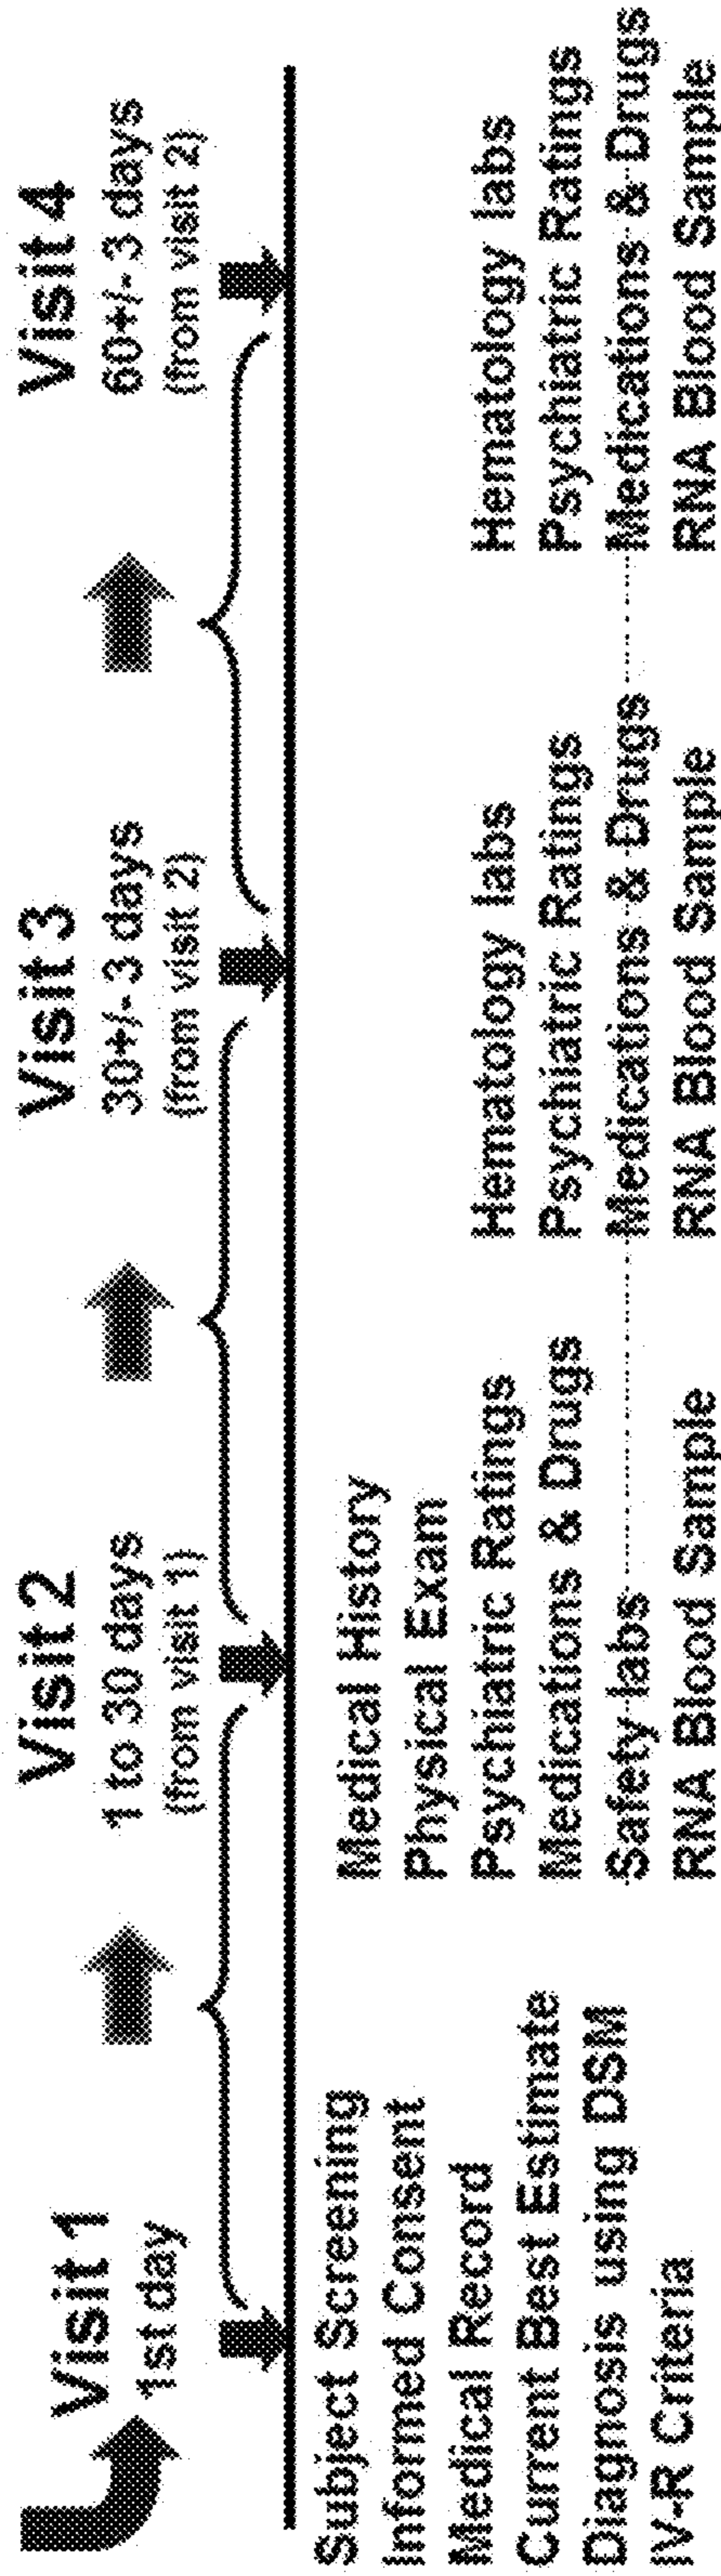 Visit 1
1st day
Visit 2
1 to 30 days
(from visit 1)
Visit 3
30+/- 3 days
(from visit 2)
Visit 4
60+/- 3 days
(from visit 2)
Subject Screening
Informed Consent
Medical Record
Current Best Estimate
Diagnosis using DSM
IV-R Criteria
Medical History
Physical Exam
Psychiatric Ratings
Medications & Drugs
Safety labs
RNA Blood Sample
Hematology labs
Psychiatric Ratings
Medications & Drugs
RNA Blood Sample
Hematology labs
Psychiatric Ratings
Medications & Drugs
RNA Blood Sample